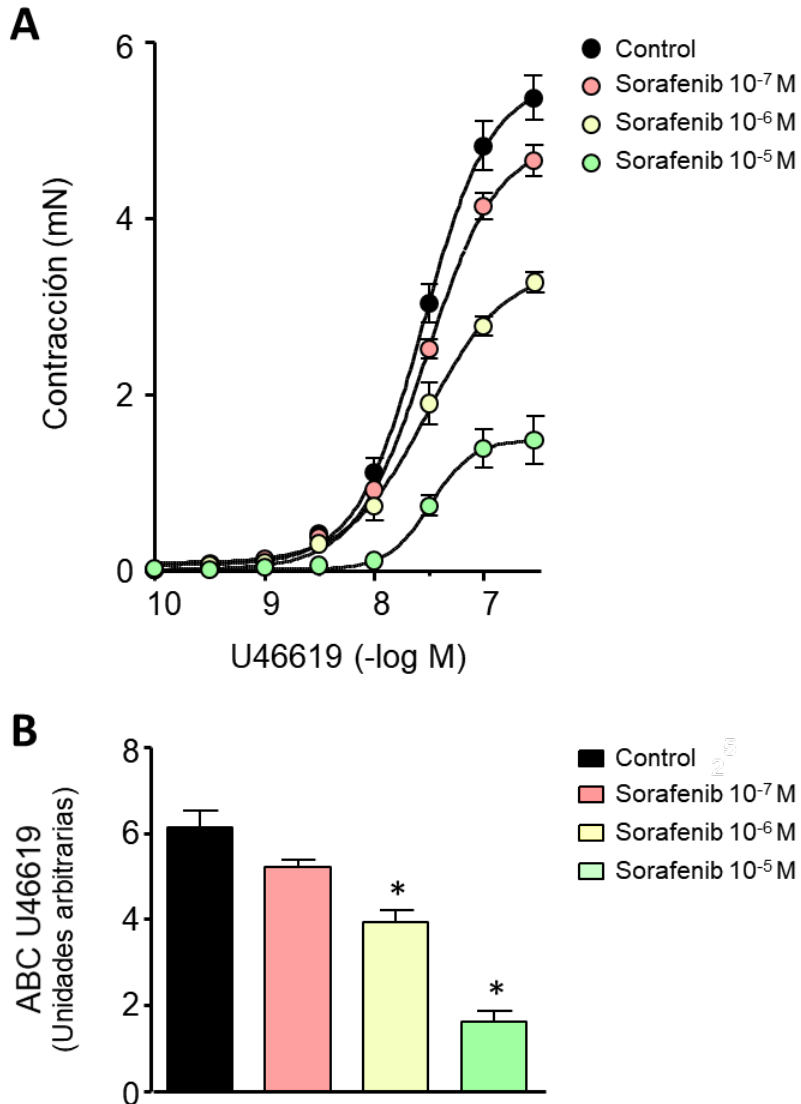 A
6
4
2
0
Contracción (mN)
10 9 8 7
U46619 (-log M)
Control
Sorafenib 10⁻⁷ M
Sorafenib 10⁻⁶ M
Sorafenib 10⁻⁵ M
B
8
6
4
2
0
ABC U46619
(Unidades arbitrarias)
*
*
Control
Sorafenib 10⁻⁷ M
Sorafenib 10⁻⁶ M
Sorafenib 10⁻⁵ M